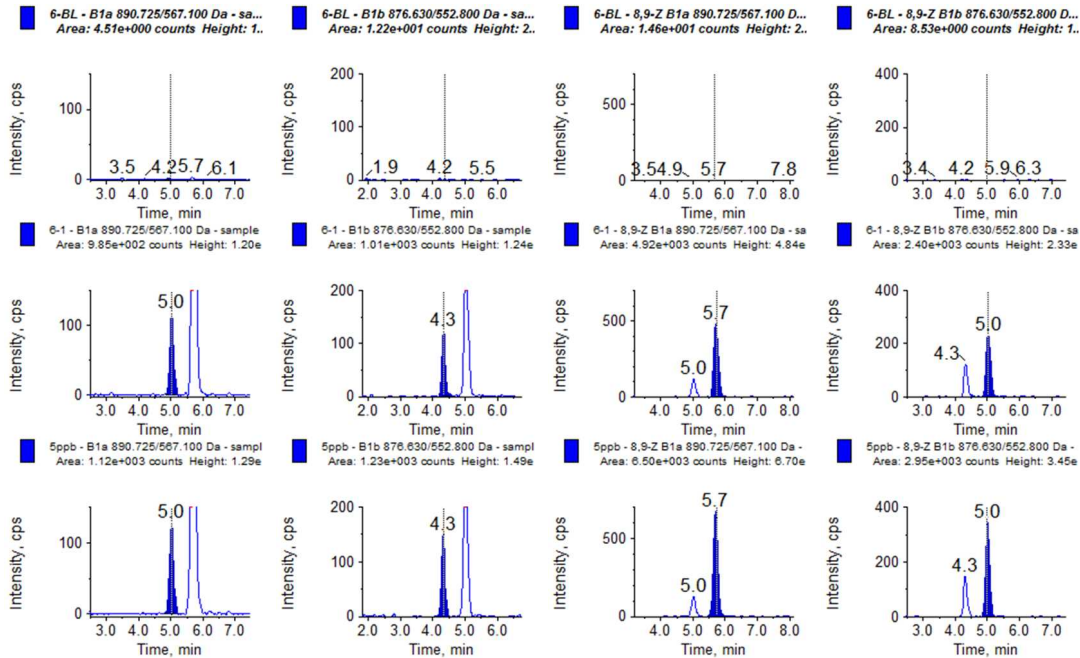 6-BL - B1a 890.725/567.100 Da - sa...
Area: 4.51e+000 counts Height: 1..
6-BL - B1b 876.630/552.800 Da - sa...
Area: 1.22e+001 counts Height: 2..
6-BL - 8,9-Z B1a 890.725/567.100 D...
Area: 1.46e+001 counts Height: 2..
6-BL - 8,9-Z B1b 876.630/552.800 D...
Area: 8.53e+000 counts Height: 1..
Intensity, cps
100
0
3.5
4.2
5.7
6.1
3.0 4.0 5.0 6.0 7.0
Time, min
Intensity, cps
200
100
0
1.9
4.2
5.5
2.0 3.0 4.0 5.0 6.0
Time, min
Intensity, cps
500
0
3.5
4.9
5.7
7.8
4.0 5.0 6.0 7.0 8.0
Time, min
Intensity, cps
400
200
0
3.4
4.2
5.9
6.3
3.0 4.0 5.0 6.0 7.0
Time, min
6-1 - B1a 890.725/567.100 Da - sample
Area: 9.85e+002 counts Height: 1.20e
6-1 - B1b 876.630/552.800 Da - sample
Area: 1.01e+003 counts Height: 1.24e
6-1 - 8,9-Z B1a 890.725/567.100 Da - sa
Area: 4.92e+003 counts Height: 4.84e
6-1 - 8,9-Z B1b 876.630/552.800 Da - sa
Area: 2.40e+003 counts Height: 2.33e
Intensity, cps
100
0
5.0
3.0 4.0 5.0 6.0 7.0
Time, min
Intensity, cps
200
100
0
4.3
2.0 3.0 4.0 5.0 6.0
Time, min
Intensity, cps
500
0
5.0
5.7
4.0 5.0 6.0 7.0 8.0
Time, min
Intensity, cps
400
200
0
4.3
5.0
3.0 4.0 5.0 6.0 7.0
Time, min
5ppb - B1a 890.725/567.100 Da - sampl
Area: 1.12e+003 counts Height: 1.29e
5ppb - B1b 876.630/552.800 Da - sampl
Area: 1.23e+003 counts Height: 1.49e
5ppb - 8,9-Z B1a 890.725/567.100 Da -
Area: 6.50e+003 counts Height: 6.70e
5ppb - 8,9-Z B1b 876.630/552.800 Da -
Area: 2.95e+003 counts Height: 3.45e
Intensity, cps
100
0
5.0
3.0 4.0 5.0 6.0 7.0
Time, min
Intensity, cps
200
100
0
4.3
2.0 3.0 4.0 5.0 6.0
Time, min
Intensity, cps
500
0
5.0
5.7
4.0 5.0 6.0 7.0 8.0
Time, min
Intensity, cps
400
200
0
4.3
5.0
3.0 4.0 5.0 6.0 7.0
Time, min